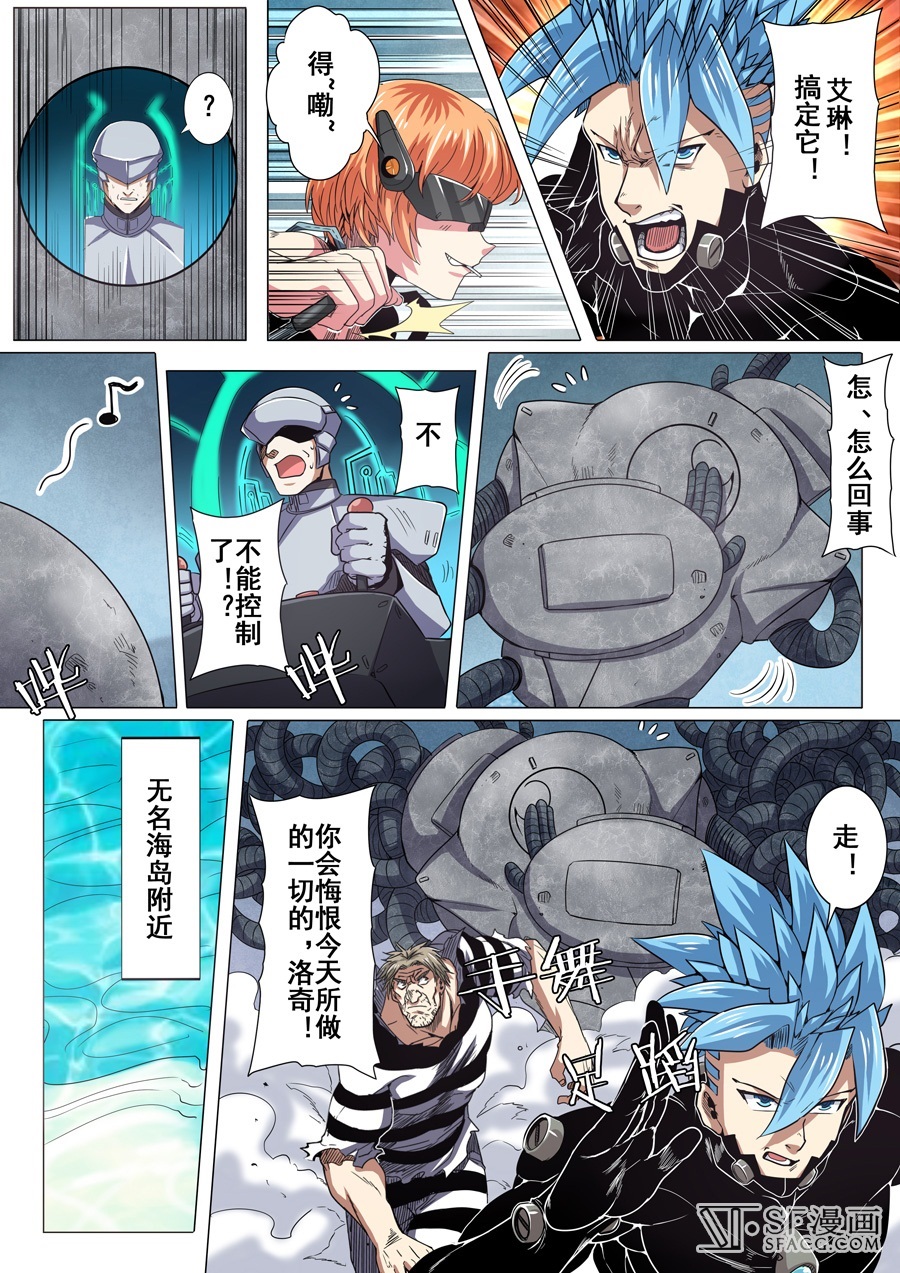 艾琳！
搞定它！
得~
嘞~
？
怎、怎么回事
不
不能控制
了！？
咔
咔
走！
你会悔恨今天所做
的一切的，洛奇！
手舞
足蹈
无名海岛附近
SF漫画
SFACG.COM